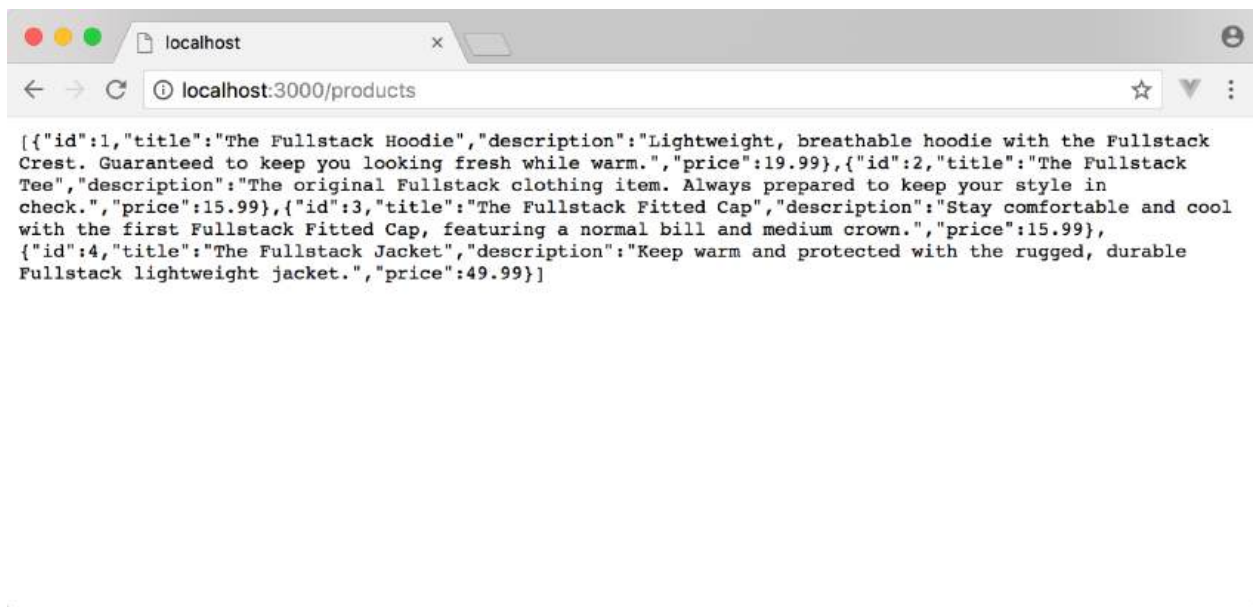 localhost
localhost:3000/products
[{"id":1,"title":"The Fullstack Hoodie","description":"Lightweight, breathable hoodie with the Fullstack
Crest. Guaranteed to keep you looking fresh while warm.","price":19.99},{"id":2,"title":"The Fullstack
Tee","description":"The original Fullstack clothing item. Always prepared to keep your style in
check.","price":15.99},{"id":3,"title":"The Fullstack Fitted Cap","description":"Stay comfortable and cool
with the first Fullstack Fitted Cap, featuring a normal bill and medium crown.","price":15.99},
{"id":4,"title":"The Fullstack Jacket","description":"Keep warm and protected with the rugged, durable
Fullstack lightweight jacket.","price":49.99}]